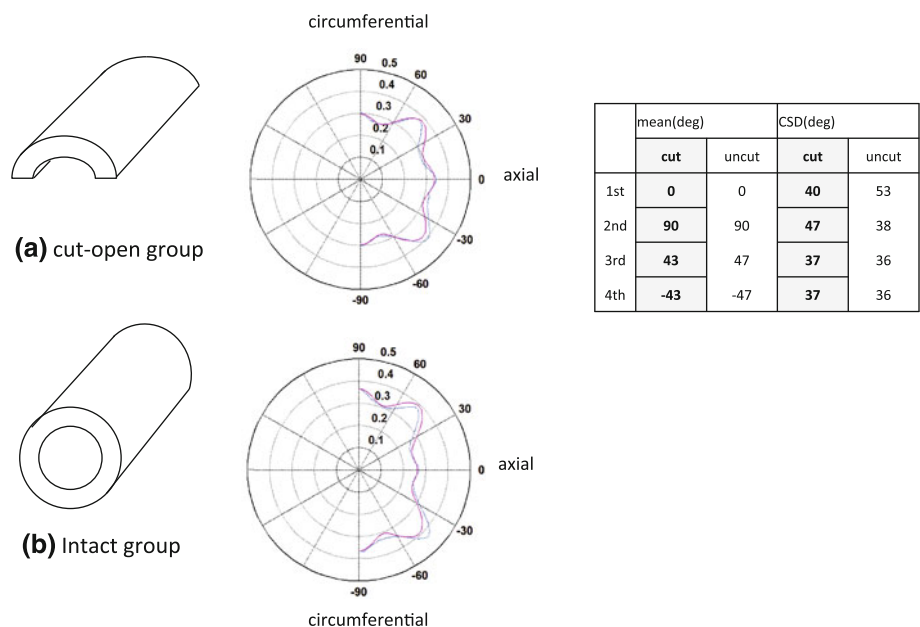 circumferential
90 0.5
60
0.4
0.3
30
0.2
0.1
0 axial
-30
-60
-90
(a) cut-open group
mean(deg) CSD(deg)
cut uncut cut uncut
1st 0 0 40 53
2nd 90 90 47 38
3rd 43 47 37 36
4th -43 -47 37 36
90 0.5
60
0.4
0.3
30
0.2
0.1
0 axial
-30
-60
-90
(b) Intact group
circumferential